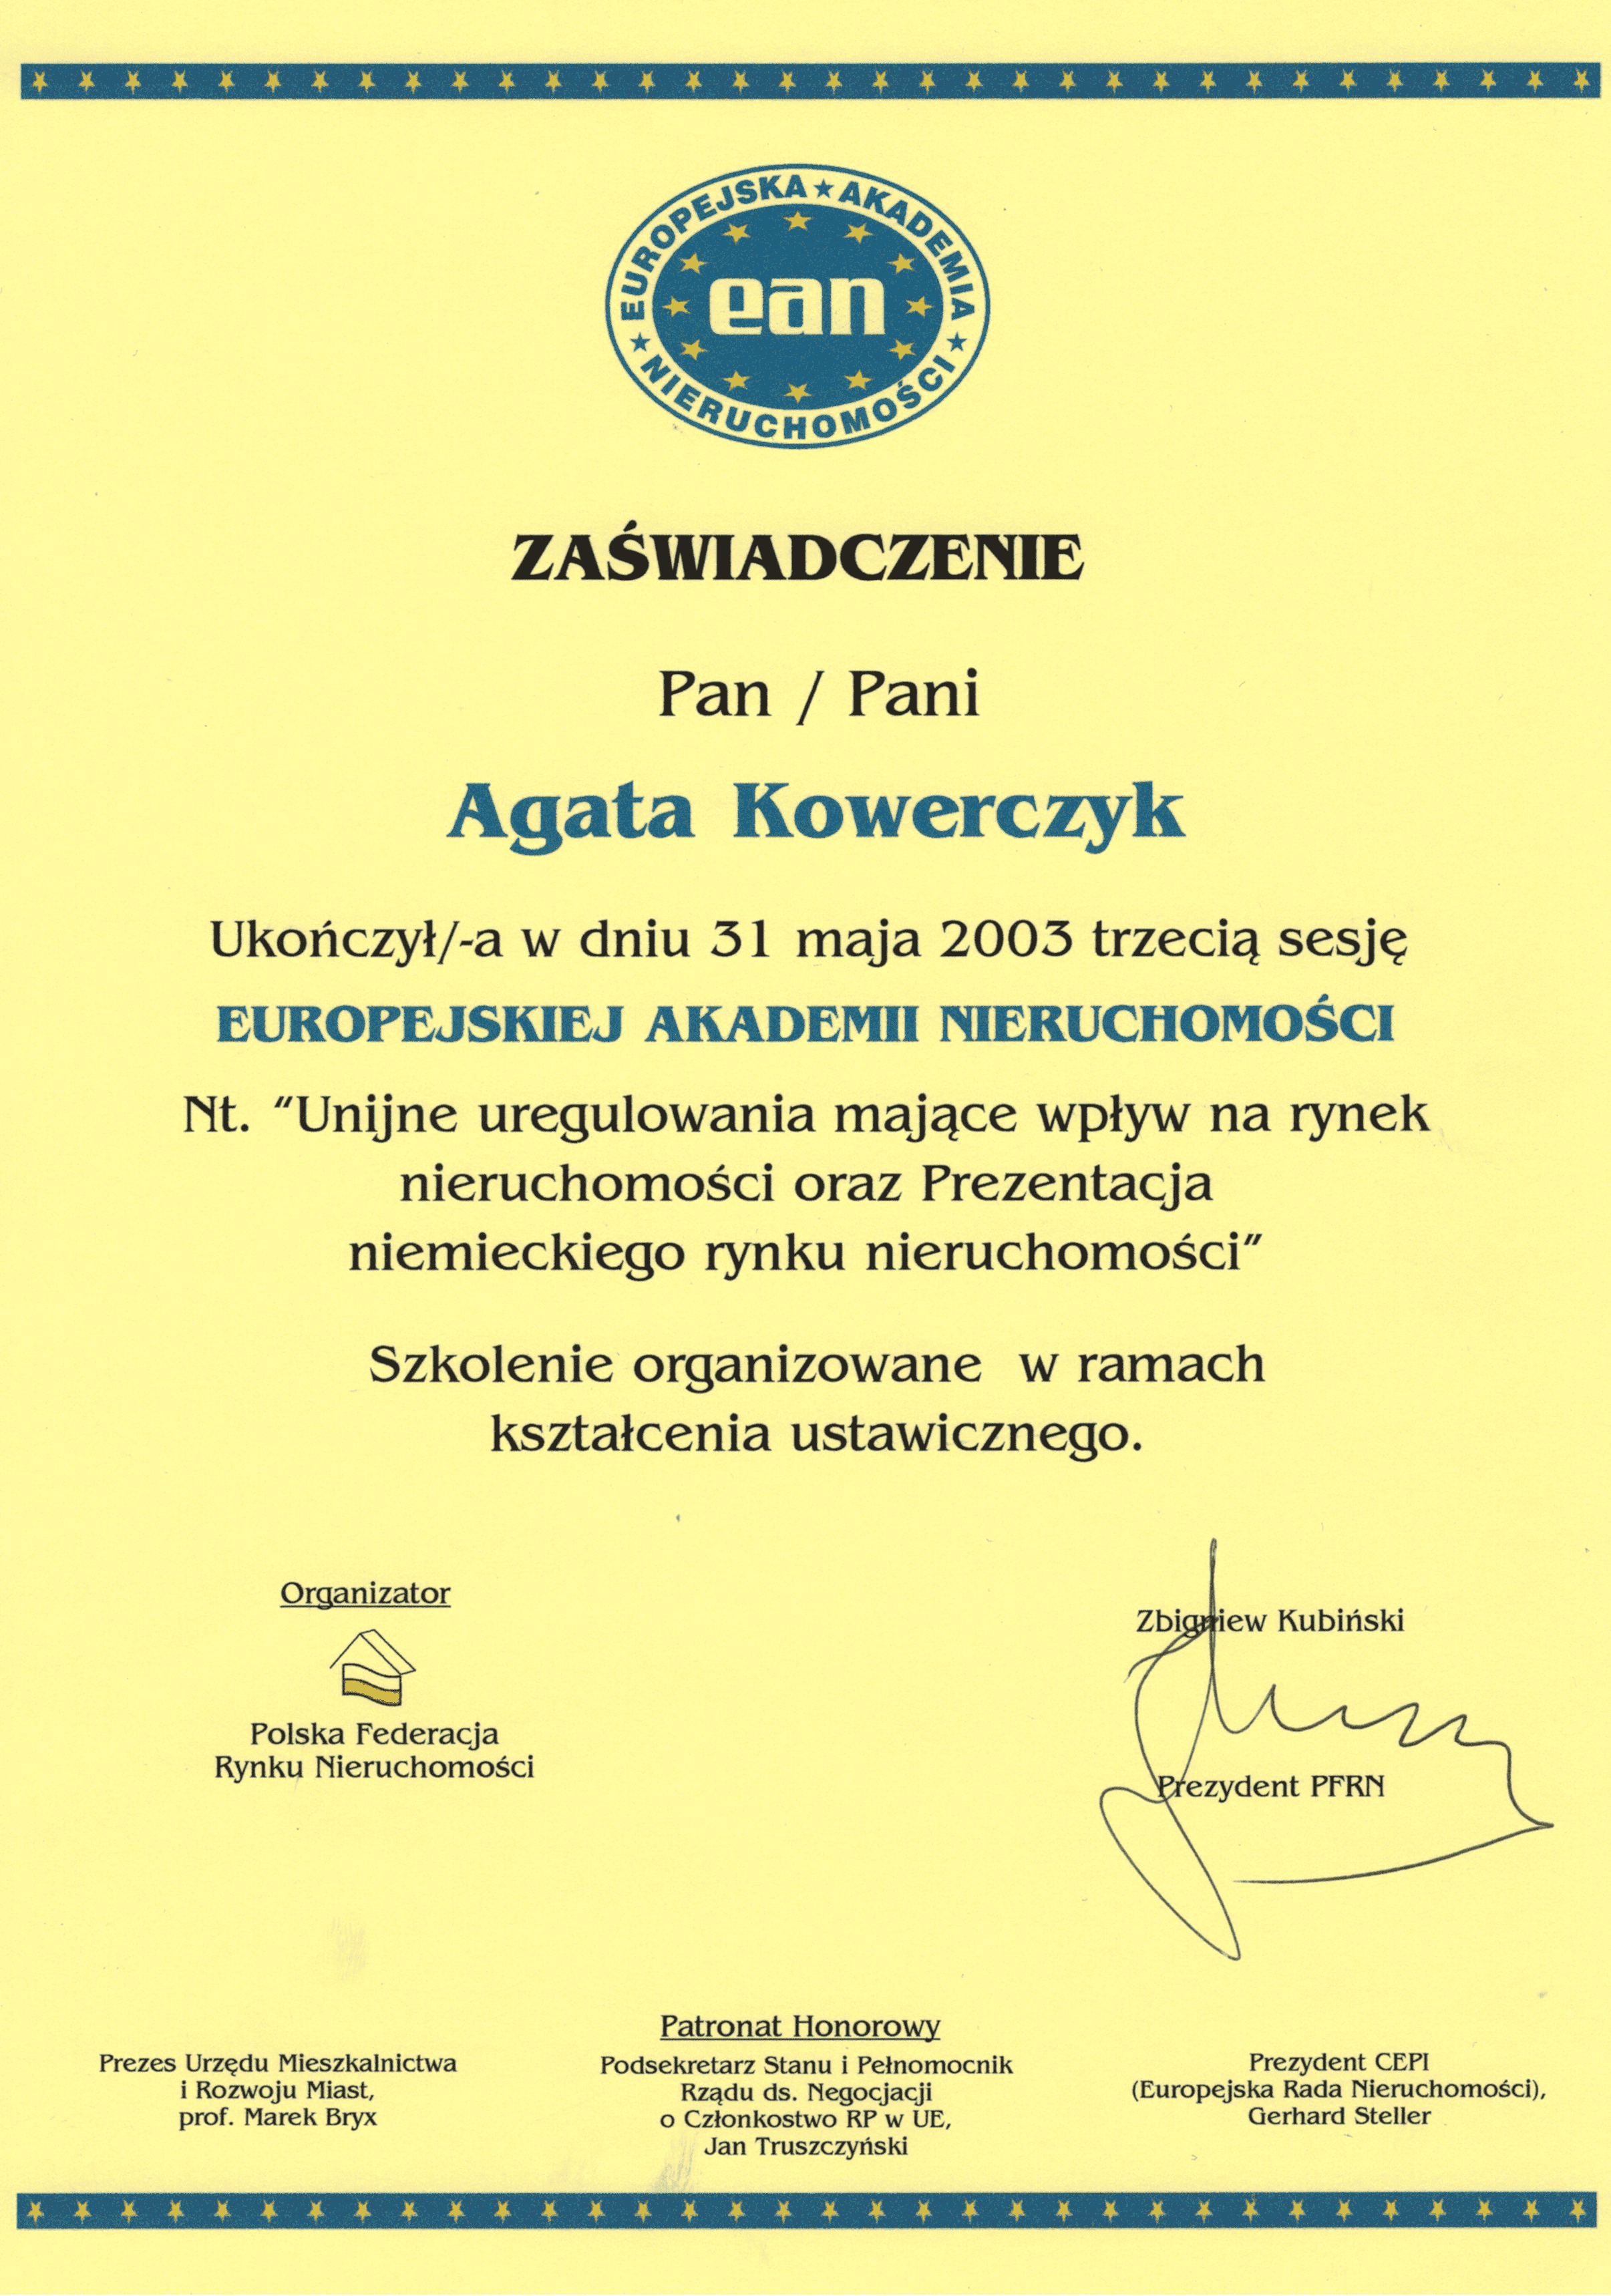 EUROPEJSKA ★ AKADEMIA ★ NIERUCHOMOŚCI ★
ean
ZAŚWIADCZENIE
Pan / Pani
Agata Kowerczyk
Ukończył/-a w dniu 31 maja 2003 trzecią sesję
EUROPEJSKIEJ AKADEMII NIERUCHOMOŚCI
Nt. "Unijne uregulowania mające wpływ na rynek
nieruchomości oraz Prezentacja
niemieckiego rynku nieruchomości"
Szkolenie organizowane w ramach
kształcenia ustawicznego.
Organizator
Polska Federacja
Rynku Nieruchomości
Zbigniew Kubiński
Prezydent PFRN
Prezes Urzędu Mieszkalnictwa
i Rozwoju Miast,
prof. Marek Bryx
Patronat Honorowy
Podsekretarz Stanu i Pełnomocnik
Rządu ds. Negocjacji
o Członkostwo RP w UE,
Jan Truszczyński
Prezydent CEPI
(Europejska Rada Nieruchomości),
Gerhard Steller